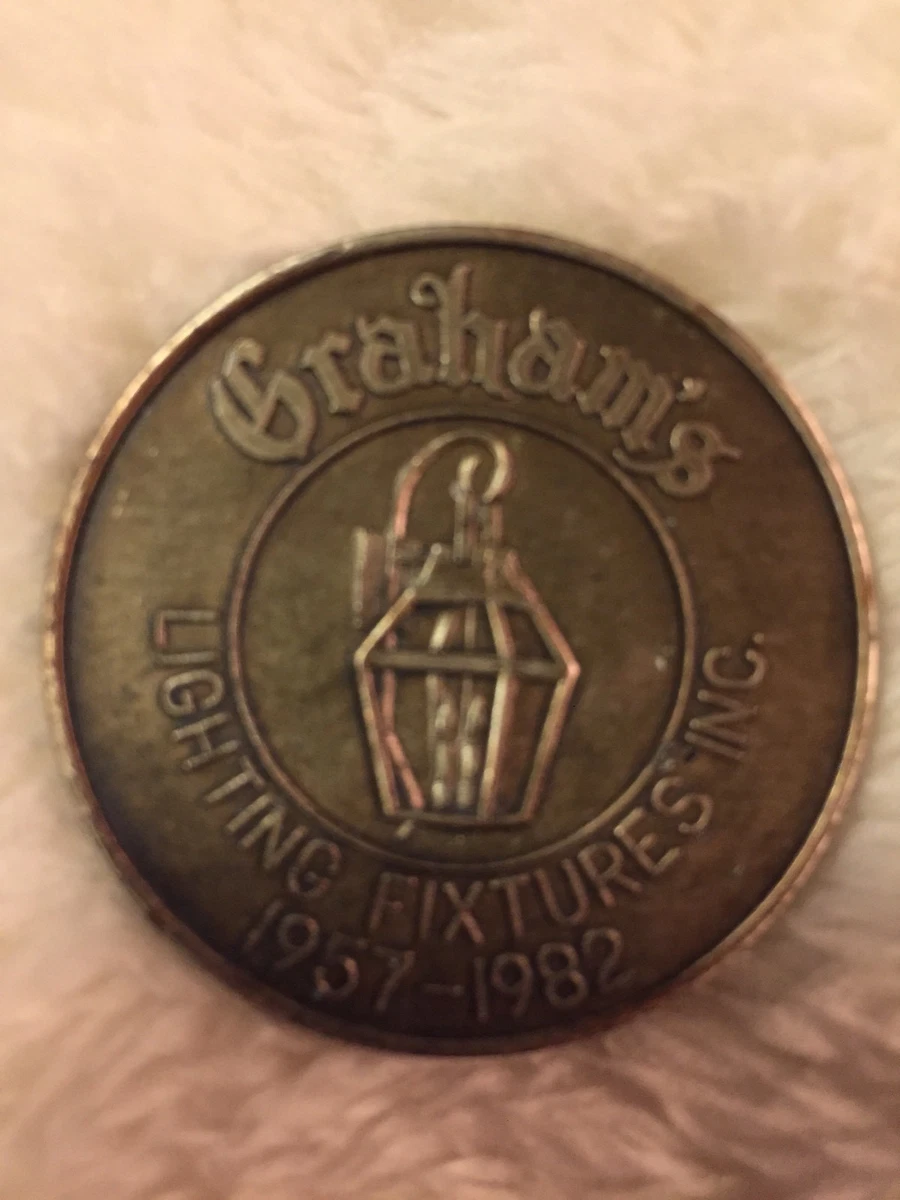 Graham's
LIGHTING FIXTURES INC.
1957-1982